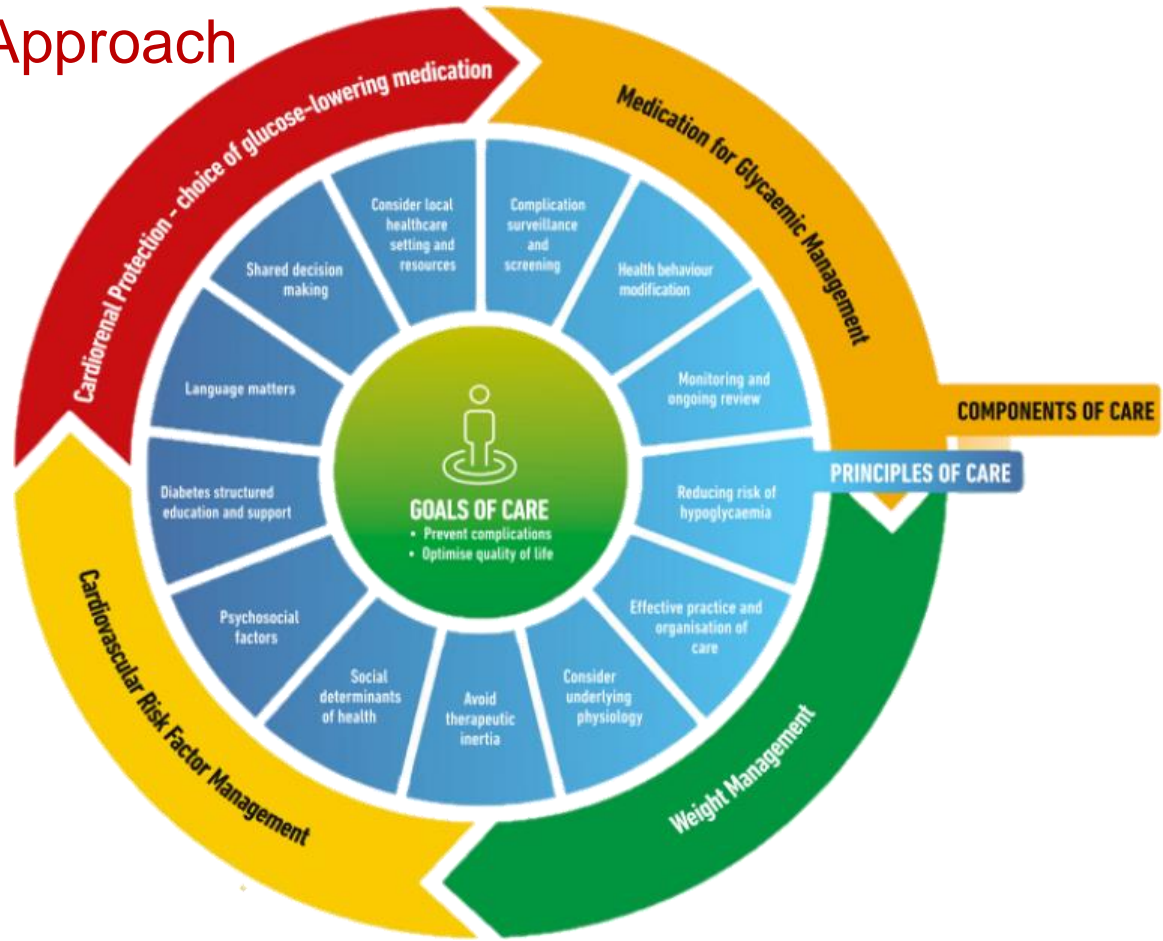 Approach
Cardiorenal Protection - choice of glucose-lowering medication
Medication for Glycaemic Management
COMPONENTS OF CARE
PRINCIPLES OF CARE
Weight Management
Cardiovascular Risk Factor Management
Consider local
healthcare
setting and
resources
Complication
surveillance
and
screening
Health behaviour
modification
Monitoring and
ongoing review
Reducing risk of
hypoglycaemia
Effective practice and
organisation of
care
Consider
underlying
physiology
Avoid
therapeutic
inertia
Social
determinants
of health
Psychosocial
factors
Diabetes structured
education and support
Language matters
Shared decision
making
GOALS OF CARE
• Prevent complications
• Optimise quality of life